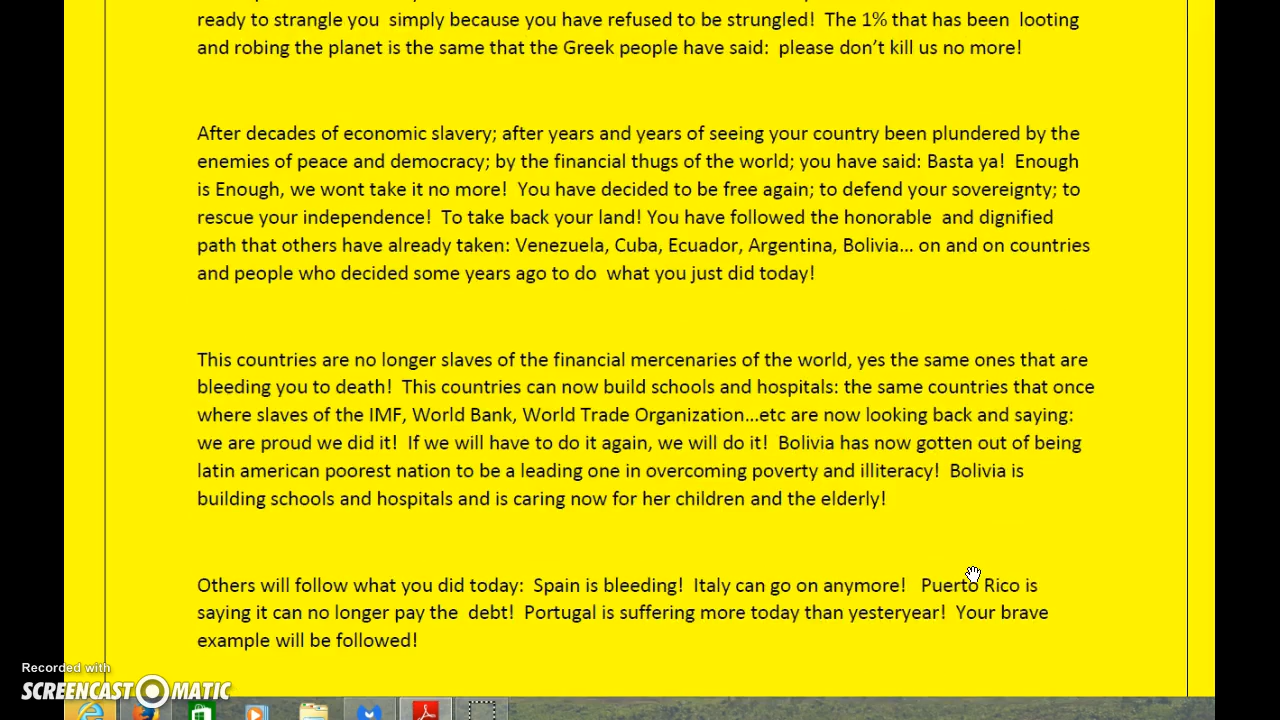 ready to strangle you  simply because you have refused to be strungled!  The 1% that has been  looting
and robing the planet is the same that the Greek people have said:  please don't kill us no more!
After decades of economic slavery; after years and years of seeing your country been plundered by the
enemies of peace and democracy; by the financial thugs of the world; you have said: Basta ya!  Enough
is Enough, we wont take it no more!  You have decided to be free again; to defend your sovereignty; to
rescue your independence!  To take back your land! You have followed the honorable  and dignified
path that others have already taken: Venezuela, Cuba, Ecuador, Argentina, Bolivia... on and on countries
and people who decided some years ago to do  what you just did today!
This countries are no longer slaves of the financial mercenaries of the world, yes the same ones that are
bleeding you to death!  This countries can now build schools and hospitals: the same countries that once
where slaves of the IMF, World Bank, World Trade Organization...etc are now looking back and saying:
we are proud we did it!  If we will have to do it again, we will do it!  Bolivia has now gotten out of being
latin american poorest nation to be a leading one in overcoming poverty and illiteracy!  Bolivia is
building schools and hospitals and is caring now for her children and the elderly!
Others will follow what you did today:  Spain is bleeding!  Italy can go on anymore!   Puerto Rico is
saying it can no longer pay the  debt!  Portugal is suffering more today than yesteryear!  Your brave
example will be followed!
Recorded with
SCREENCAST MATIC